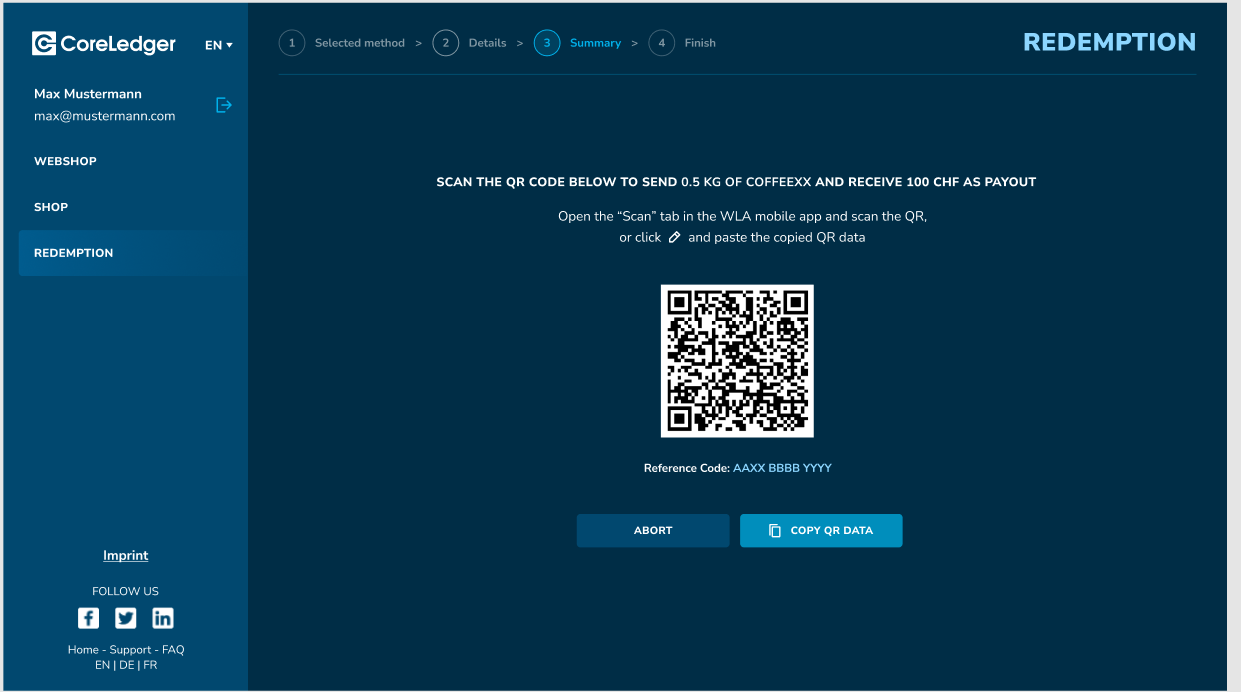 CoreLedger
EN
Max Mustermann
max@mustermann.com
WEBSHOP
SHOP
REDEMPTION
Imprint
FOLLOW US
Home - Support - FAQ
EN | DE | FR
1 Selected method > 2 Details > 3 Summary > 4 Finish
REDEMPTION
SCAN THE QR CODE BELOW TO SEND 0.5 KG OF COFFEEXX AND RECEIVE 100 CHF AS PAYOUT
Open the “Scan” tab in the WLA mobile app and scan the QR,
or click and paste the copied QR data
Reference Code: AAXX BBBB YYYY
ABORT
COPY QR DATA